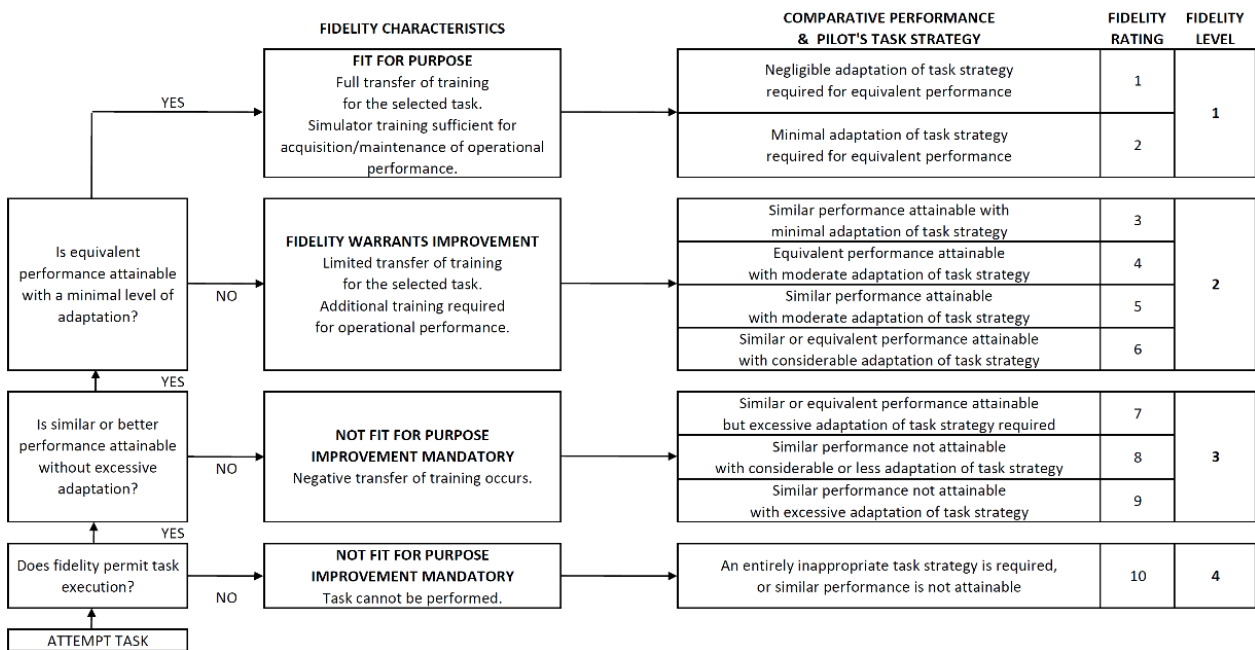 FIDELITY CHARACTERISTICS
COMPARATIVE PERFORMANCE
& PILOT'S TASK STRATEGY
FIDELITY
RATING
FIDELITY
LEVEL
YES
FIT FOR PURPOSE
Full transfer of training
for the selected task.
Simulator training sufficient for
acquisition/maintenance of operational
performance.
Negligible adaptation of task strategy
required for equivalent performance
1
Minimal adaptation of task strategy
required for equivalent performance
2
1
Is equivalent
performance attainable
with a minimal level of
adaptation?
NO
FIDELITY WARRANTS IMPROVEMENT
Limited transfer of training
for the selected task.
Additional training required
for operational performance.
Similar performance attainable with
minimal adaptation of task strategy
3
Equivalent performance attainable
with moderate adaptation of task strategy
4
Similar performance attainable
with moderate adaptation of task strategy
5
Similar or equivalent performance attainable
with considerable adaptation of task strategy
6
2
YES
Is similar or better
performance attainable
without excessive
adaptation?
NO
NOT FIT FOR PURPOSE
IMPROVEMENT MANDATORY
Negative transfer of training occurs.
Similar or equivalent performance attainable
but excessive adaptation of task strategy required
7
Similar performance not attainable
with considerable or less adaptation of task strategy
8
Similar performance not attainable
with excessive adaptation of task strategy
9
3
YES
Does fidelity permit task
execution?
NO
NOT FIT FOR PURPOSE
IMPROVEMENT MANDATORY
Task cannot be performed.
An entirely inappropriate task strategy is required,
or similar performance is not attainable
10
4
ATTEMPT TASK